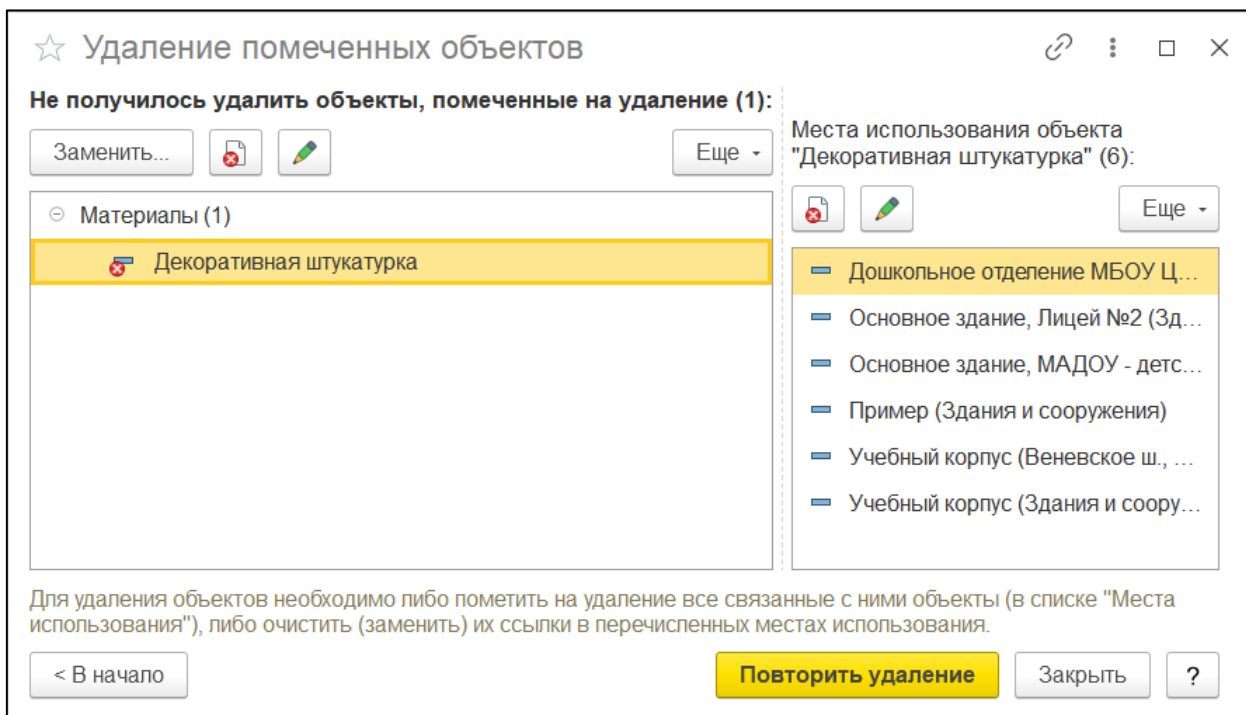 Удаление помеченных объектов
Не получилось удалить объекты, помеченные на удаление (1):
Заменить...
Еще
Материалы (1)
Декоративная штукатурка
Места использования объекта
"Декоративная штукатурка" (6):
Еще
Дошкольное отделение МБОУ Ц...
Основное здание, Лицей №2 (Зд...
Основное здание, МАДОУ - детс...
Пример (Здания и сооружения)
Учебный корпус (Веневское ш., ...
Учебный корпус (Здания и соору...
Для удаления объектов необходимо либо пометить на удаление все связанные с ними объекты (в списке "Места
использования"), либо очистить (заменить) их ссылки в перечисленных местах использования.
< В начало
Повторить удаление
Закрыть
?